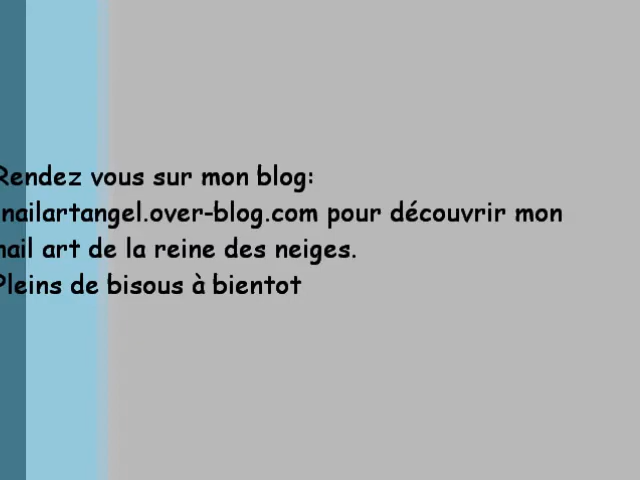 Rendez vous sur mon blog:
nailartangel.over-blog.com pour découvrir mon
nail art de la reine des neiges.
Pleins de bisous à bientot